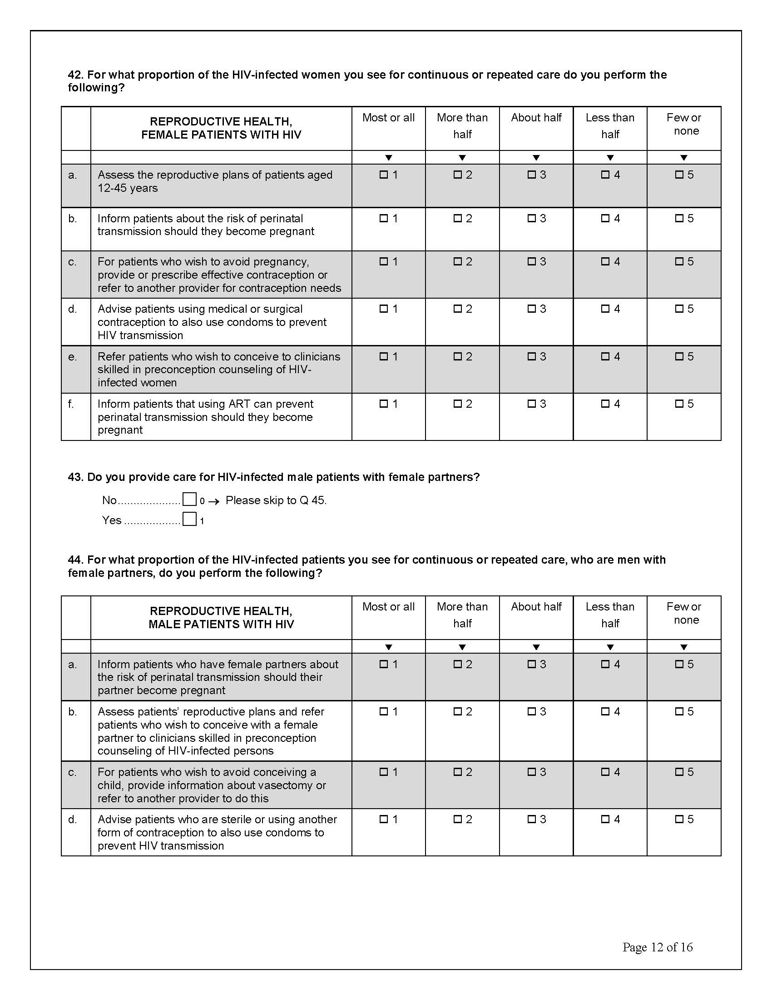 42. For what proportion of the HIV-infected women you see for continuous or repeated care do you perform the
following?
REPRODUCTIVE HEALTH,
FEMALE PATIENTS WITH HIV
Most or all
More than
half
About half
Less than
half
Few or
none
▼ ▼ ▼ ▼ ▼
a. Assess the reproductive plans of patients aged ☐ 1 ☐ 2 ☐ 3 ☐ 4 ☐ 5
12-45 years
b. Inform patients about the risk of perinatal ☐ 1 ☐ 2 ☐ 3 ☐ 4 ☐ 5
transmission should they become pregnant
c. For patients who wish to avoid pregnancy, ☐ 1 ☐ 2 ☐ 3 ☐ 4 ☐ 5
provide or prescribe effective contraception or
refer to another provider for contraception needs
d. Advise patients using medical or surgical ☐ 1 ☐ 2 ☐ 3 ☐ 4 ☐ 5
contraception to also use condoms to prevent
HIV transmission
e. Refer patients who wish to conceive to clinicians ☐ 1 ☐ 2 ☐ 3 ☐ 4 ☐ 5
skilled in preconception counseling of HIV-
infected women
f. Inform patients that using ART can prevent ☐ 1 ☐ 2 ☐ 3 ☐ 4 ☐ 5
perinatal transmission should they become
pregnant
43. Do you provide care for HIV-infected male patients with female partners?
No.................... ☐ 0 → Please skip to Q 45.
Yes .................. ☐ 1
44. For what proportion of the HIV-infected patients you see for continuous or repeated care, who are men with
female partners, do you perform the following?
REPRODUCTIVE HEALTH,
MALE PATIENTS WITH HIV
Most or all
More than
half
About half
Less than
half
Few or
none
▼ ▼ ▼ ▼ ▼
a. Inform patients who have female partners about ☐ 1 ☐ 2 ☐ 3 ☐ 4 ☐ 5
the risk of perinatal transmission should their
partner become pregnant
b. Assess patients’ reproductive plans and refer ☐ 1 ☐ 2 ☐ 3 ☐ 4 ☐ 5
patients who wish to conceive with a female
partner to clinicians skilled in preconception
counseling of HIV-infected persons
c. For patients who wish to avoid conceiving a ☐ 1 ☐ 2 ☐ 3 ☐ 4 ☐ 5
child, provide information about vasectomy or
refer to another provider to do this
d. Advise patients who are sterile or using another ☐ 1 ☐ 2 ☐ 3 ☐ 4 ☐ 5
form of contraception to also use condoms to
prevent HIV transmission
Page 12 of 16